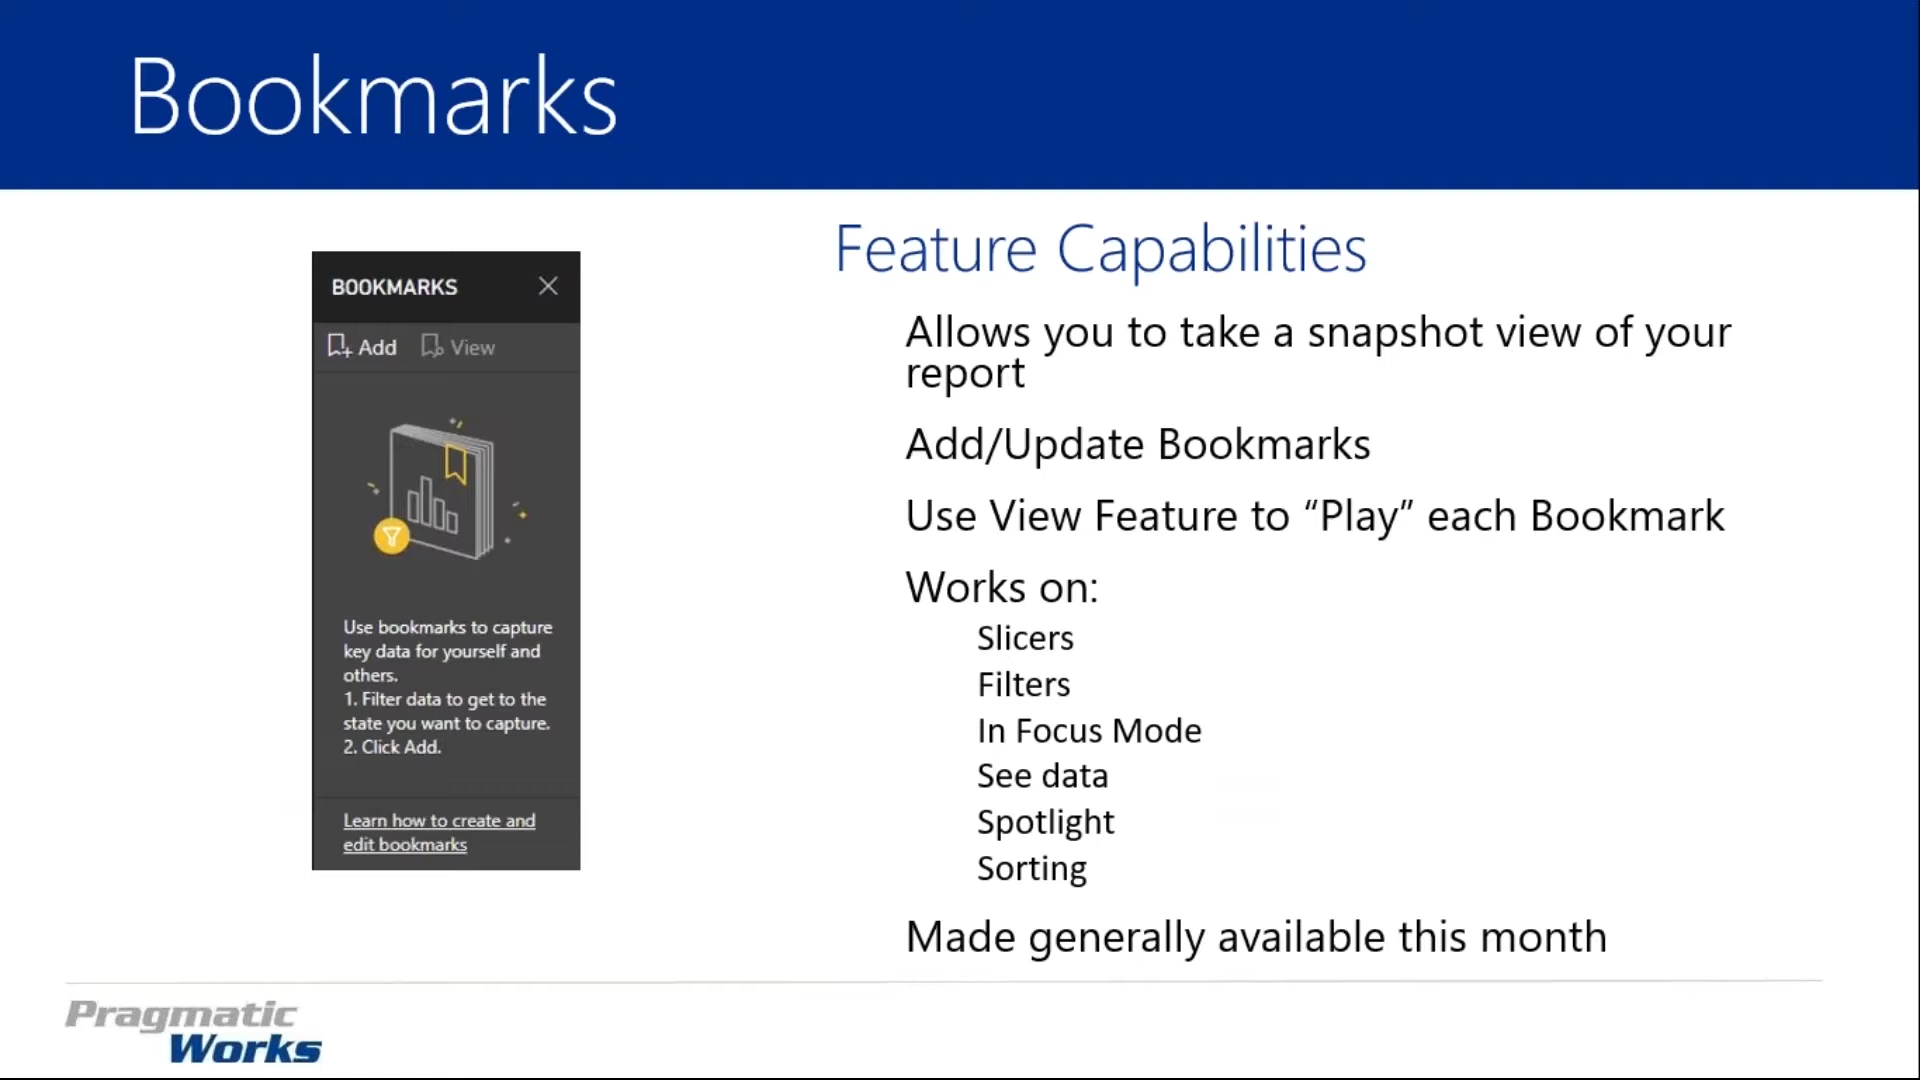 Bookmarks
BOOKMARKS
Add
View
Use bookmarks to capture
key data for yourself and
others.
1. Filter data to get to the
state you want to capture.
2. Click Add.
Learn how to create and
edit bookmarks
Feature Capabilities
Allows you to take a snapshot view of your
report
Add/Update Bookmarks
Use View Feature to “Play” each Bookmark
Works on:
Slicers
Filters
In Focus Mode
See data
Spotlight
Sorting
Made generally available this month
Pragmatic
Works